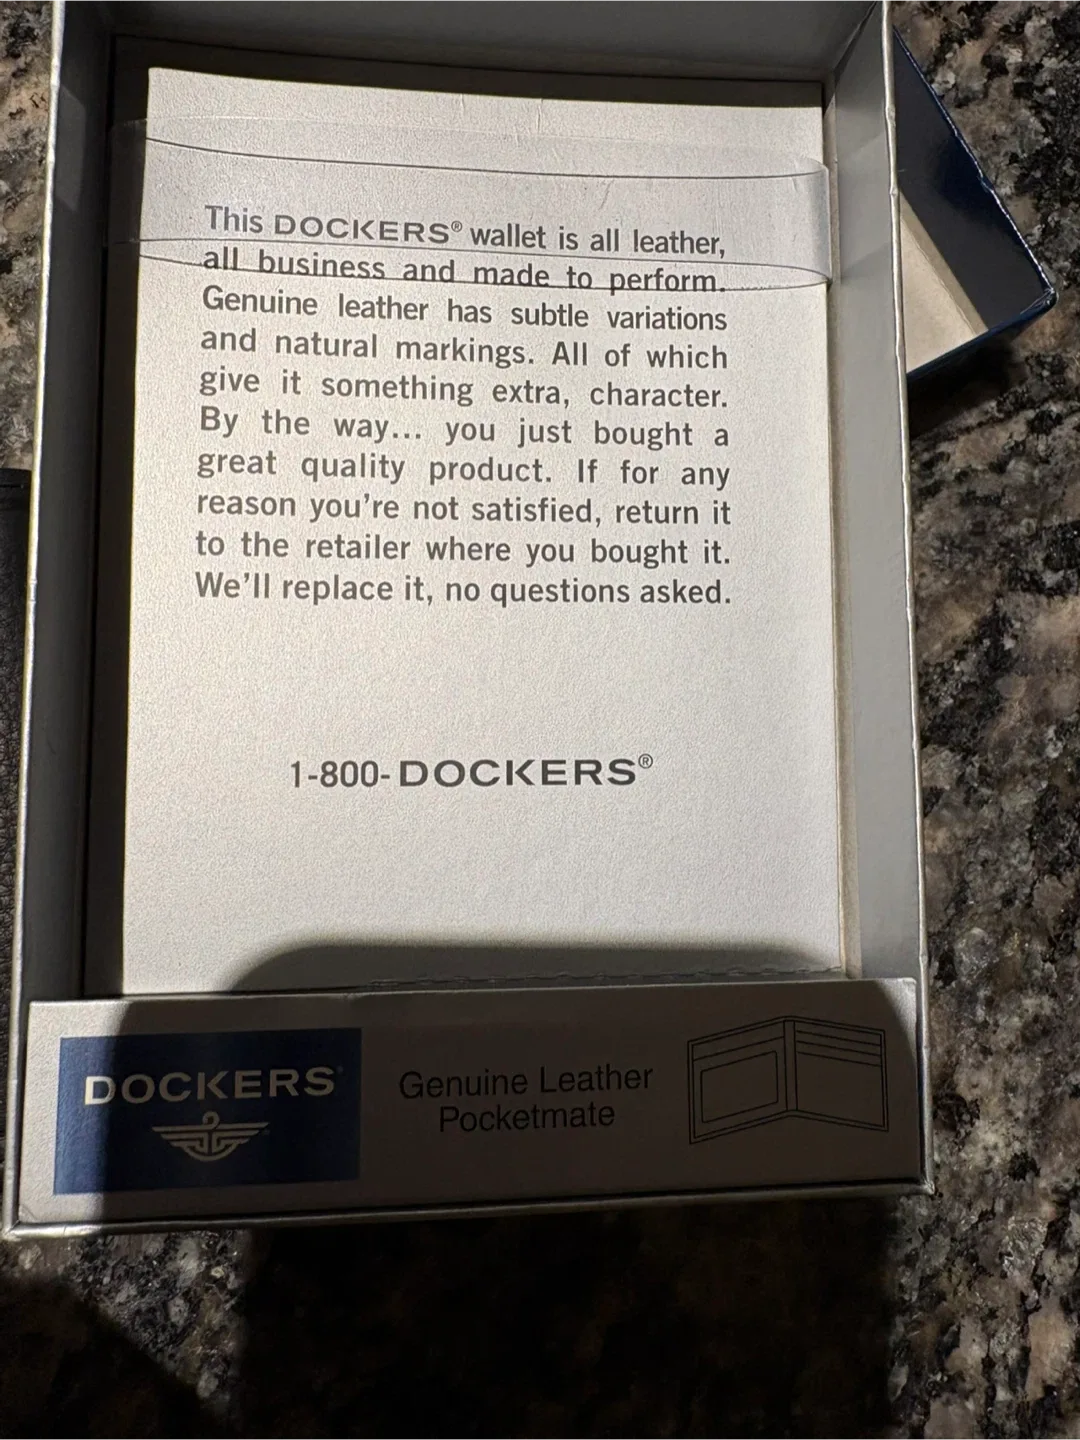 This DOCKERS® wallet is all leather,
all business and made to perform.
Genuine leather has subtle variations
and natural markings. All of which
give it something extra, character.
By the way... you just bought a
great quality product. If for any
reason you're not satisfied, return it
to the retailer where you bought it.
We'll replace it, no questions asked.
1-800-DOCKERS®
DOCKERS®
Genuine Leather
Pocketmate